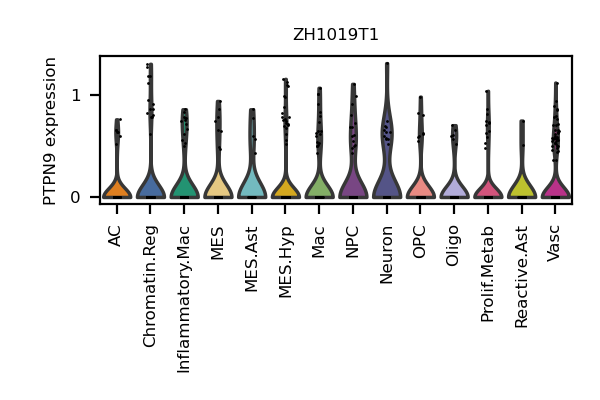 ZH1019T1
PTPN9 expression
1
0
AC
Chromatin.Reg
Inflammatory.Mac
MES
MES.Ast
MES.Hyp
Mac
NPC
Neuron
OPC
Oligo
Prolif.Metab
Reactive.Ast
Vasc